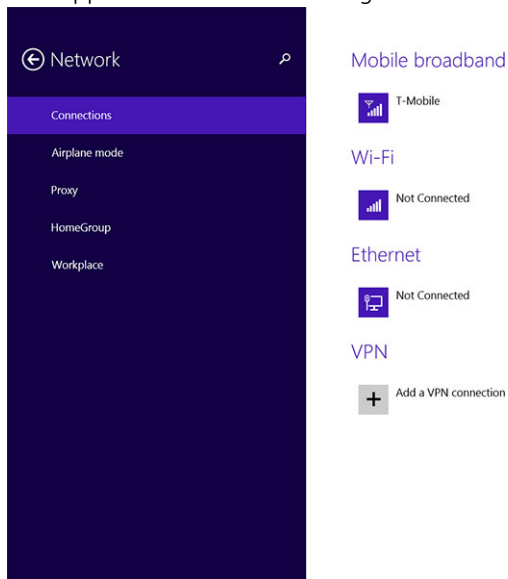 Network
Connections
Airplane mode
Proxy
HomeGroup
Workplace
Mobile broadband
T-Mobile
Wi-Fi
Not Connected
Ethernet
Not Connected
VPN
Add a VPN connection